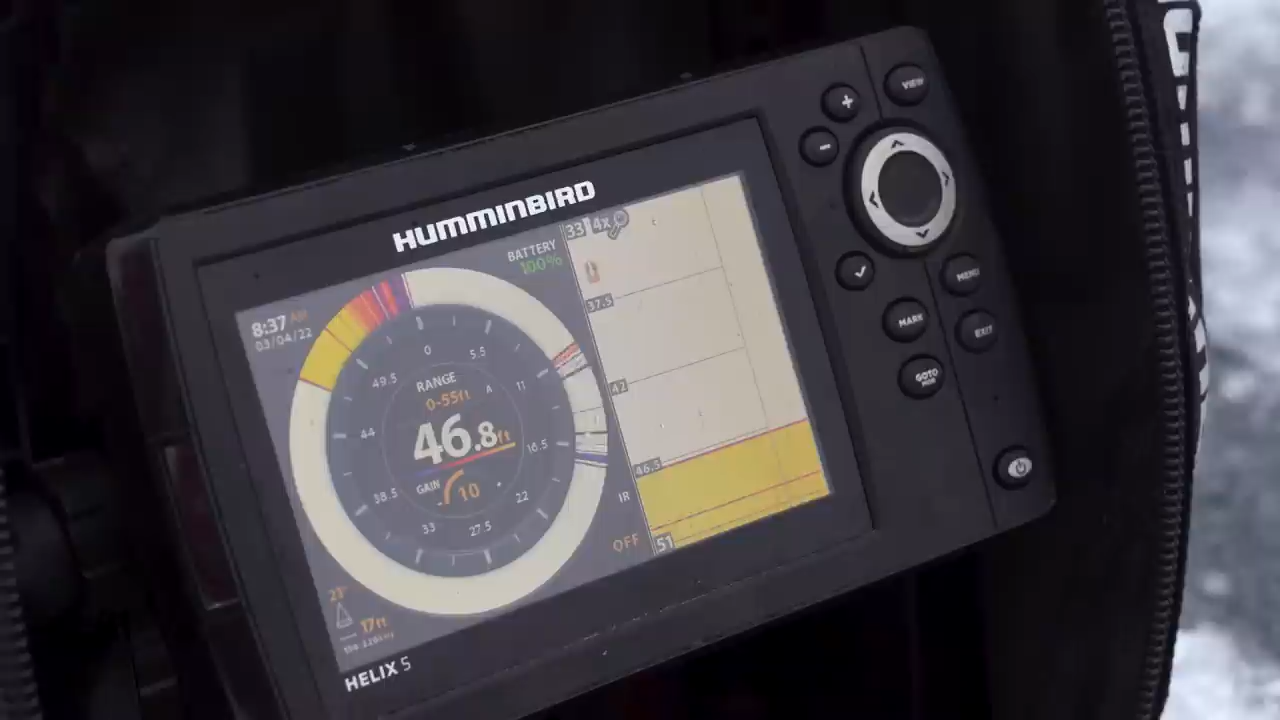 HUMMINBIRD
8:37 AM
03/04/22
BATTERY
100%
33 4x
37.5
42
46.5
51
0
5.5
11
16.5
22
27.5
33
38.5
44
49.5
RANGE
A
0-55ft
46.8ft
GAIN
10
IR
OFF
17ft
HELIX 5
+
-
VIEW
MENU
MARK
EXIT
GOTO
MOB